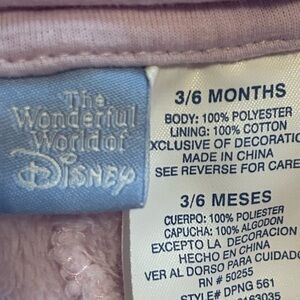 The
Wonderful
World of
Disney
3/6 MONTHS
BODY: 100% POLYESTER
LINING: 100% COTTON
XCLUSIVE OF DECORATIO
MADE IN CHINA
SEE REVERSE FOR CARE
3/6 MESES
CUERPO: 100% POLIESTER
CAPUCHA: 100% ALGODON
EXCEPTO LA DECORACION
HECHO EN CHINA
VER AL DORSO PARA CUIDADO
RN # 50255
STYLE# DPNG 561